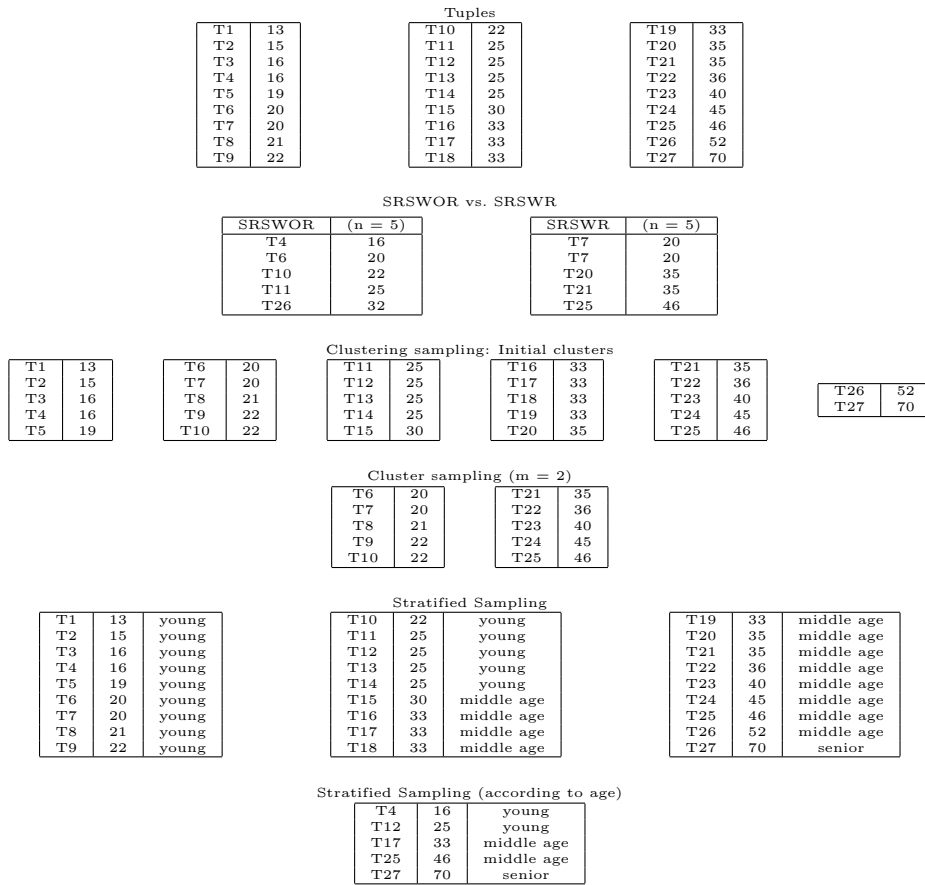 Tuples
T1 13 T10 22 T19 33
T2 15 T11 25 T20 35
T3 16 T12 25 T21 35
T4 16 T13 25 T22 36
T5 19 T14 25 T23 40
T6 20 T15 30 T24 45
T7 20 T16 33 T25 46
T8 21 T17 33 T26 52
T9 22 T18 33 T27 70
SRSWOR vs. SRSWR
SRSWOR (n = 5) SRSWR (n = 5)
T4 16 T7 20
T6 20 T7 20
T10 22 T20 35
T11 25 T21 35
T26 32 T25 46
Clustering sampling: Initial clusters
T1 13 T6 20 T11 25 T16 33 T21 35
T2 15 T7 20 T12 25 T17 33 T22 36
T3 16 T8 21 T13 25 T18 33 T23 40 T26 52
T4 16 T9 22 T14 25 T19 33 T24 45 T27 70
T5 19 T10 22 T15 30 T20 35 T25 46
Cluster sampling (m = 2)
T6 20 T21 35
T7 20 T22 36
T8 21 T23 40
T9 22 T24 45
T10 22 T25 46
Stratified Sampling
T1 13 young T10 22 young T19 33 middle age
T2 15 young T11 25 young T20 35 middle age
T3 16 young T12 25 young T21 35 middle age
T4 16 young T13 25 young T22 36 middle age
T5 19 young T14 25 young T23 40 middle age
T6 20 young T15 30 middle age T24 45 middle age
T7 20 young T16 33 middle age T25 46 middle age
T8 21 young T17 33 middle age T26 52 middle age
T9 22 young T18 33 middle age T27 70 senior
Stratified Sampling (according to age)
T4 16 young
T12 25 young
T17 33 middle age
T25 46 middle age
T27 70 senior